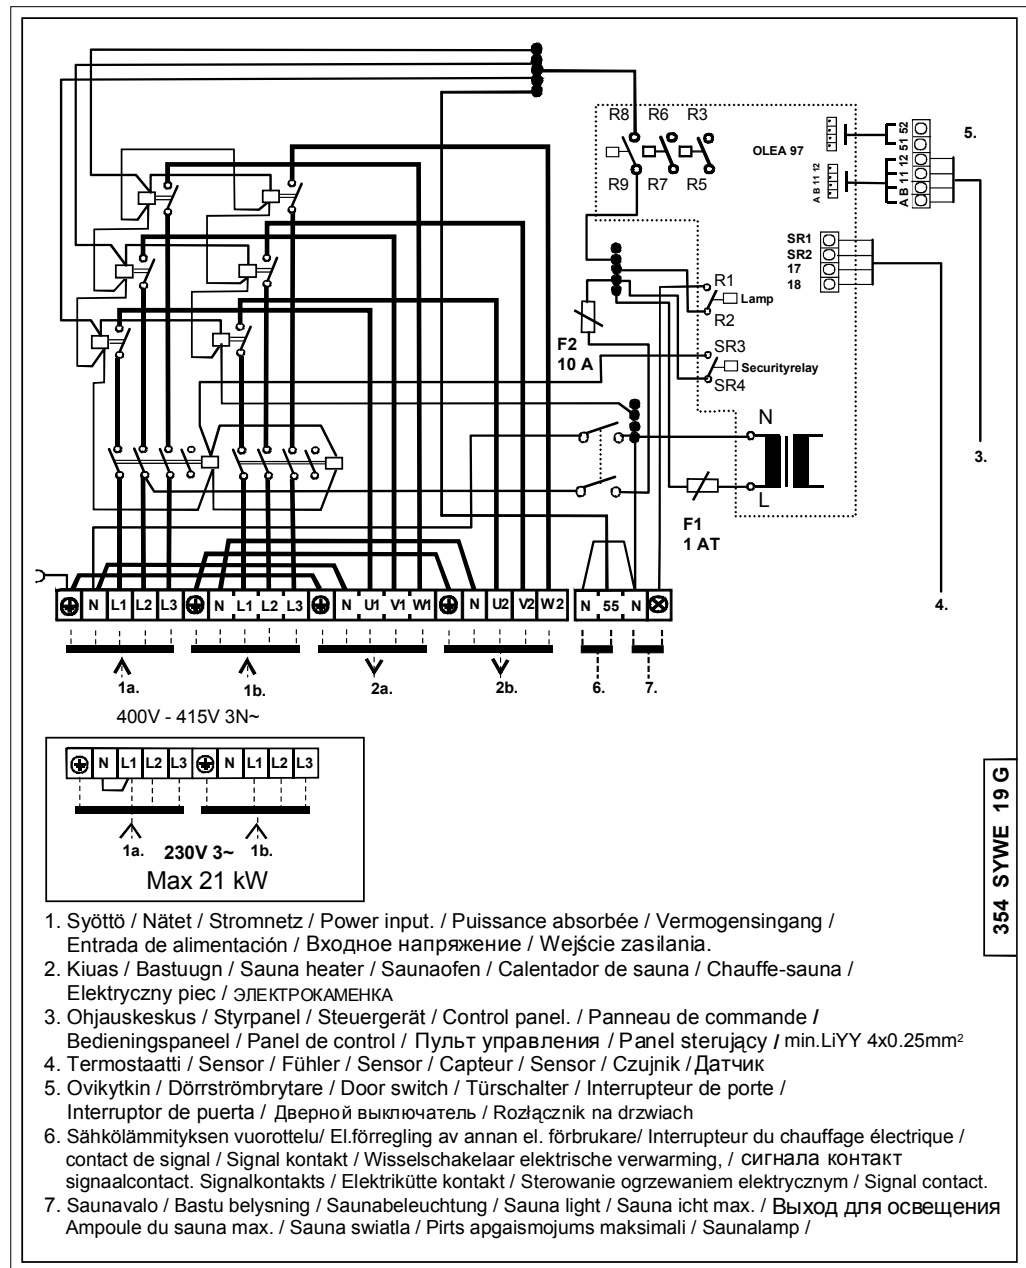 R8 R6 R3
OLEA 97
R9 R7 R5
A B 11 12
52
51
12
11
A B
5.
SR1
SR2
17
18
R1
Lamp
R2
F2
10 A
SR3
Securityrelay
SR4
N
L
F1
1 AT
3.
4.
N L1 L2 L3 N L1 L2 L3 N U1 V1 W1 N U2 V2 W2 N 55 N
1a. 1b. 2a. 2b. 6. 7.
400V - 415V 3N~
N L1 L2 L3 N L1 L2 L3
1a. 230V 3~ 1b.
Max 21 kW
354 SYWE 19 G
1. Syöttö / Nätet / Stromnetz / Power input. / Puissance absorbée / Vermogensingang /
Entrada de alimentación / Входное напряжение / Wejście zasilania.
2. Kiuas / Bastuugn / Sauna heater / Saunaofen / Calentador de sauna / Chauffe-sauna /
Elektryczny piec / ЭЛЕКТРОКАМЕНКА
3. Ohjauskeskus / Styrpanel / Steuergerät / Control panel. / Panneau de commande /
Bedieningspaneel / Panel de control / Пульт управления / Panel sterujący / min.LiYY 4x0.25mm²
4. Termostaatti / Sensor / Fühler / Sensor / Capteur / Sensor / Czujnik / Датчик
5. Ovikytkin / Dörrströmbrytare / Door switch / Türschalter / Interrupteur de porte /
Interruptor de puerta / Дверной выключатель / Rozłącznik na drzwiach
6. Sähkölämmityksen vuorottelu/ El.förregling av annan el. förbrukare/ Interrupteur du chauffage électrique /
contact de signal / Signal kontakt / Wisselschakelaar elektrische verwarming, / сигнала контакт
signaalcontact. Signalkontakts / Elektrikütte kontakt / Sterowanie ogrzewaniem elektrycznym / Signal contact.
7. Saunavalo / Bastu belysning / Saunabeleuchtung / Sauna light / Sauna icht max. / Выход для освещения
Ampoule du sauna max. / Sauna swiatla / Pirts apgaismojums maksimali / Saunalamp /